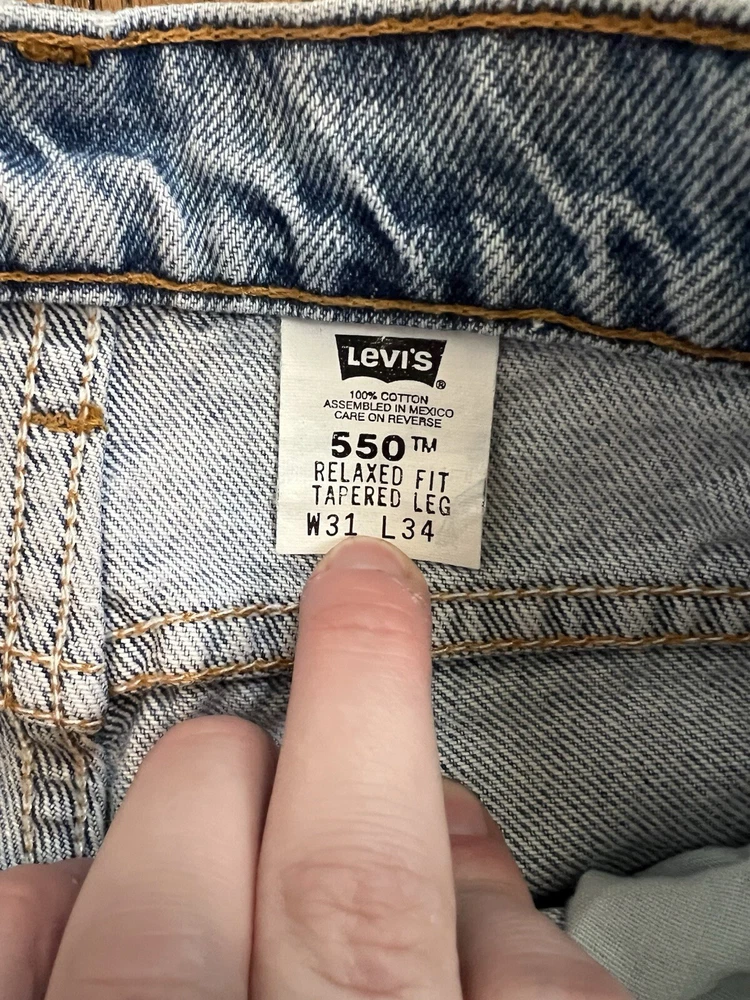 LEVI'S ®
100% COTTON
ASSEMBLED IN MEXICO
CARE ON REVERSE
550™
RELAXED FIT
TAPERED LEG
W31 L34